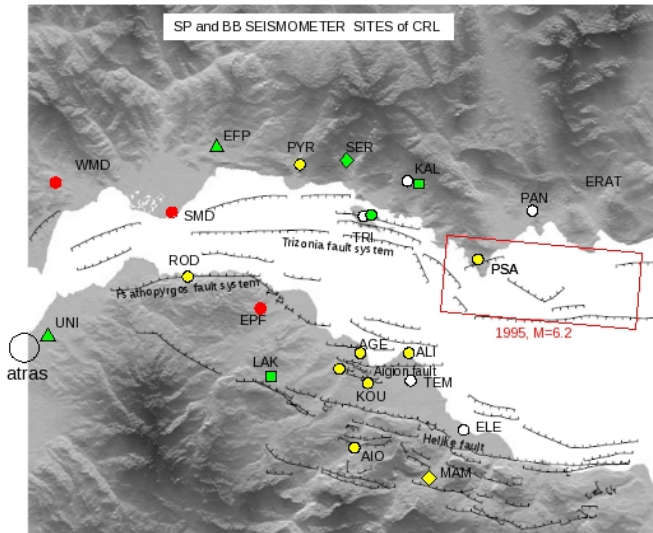 SP and BB SEISMOMETER SITES of CRL
EFP
PYR
SER
WMD
KAL
ERAT
PAN
SMD
TRI
Trizonia fault system
ROD
PSA
Psathopyrgos fault system
EPF
UNI
1995, M=6.2
AGE
ALI
atras
LAK
Aigion fault
TEM
KOU
ELE
Helike fault
AIO
MAM